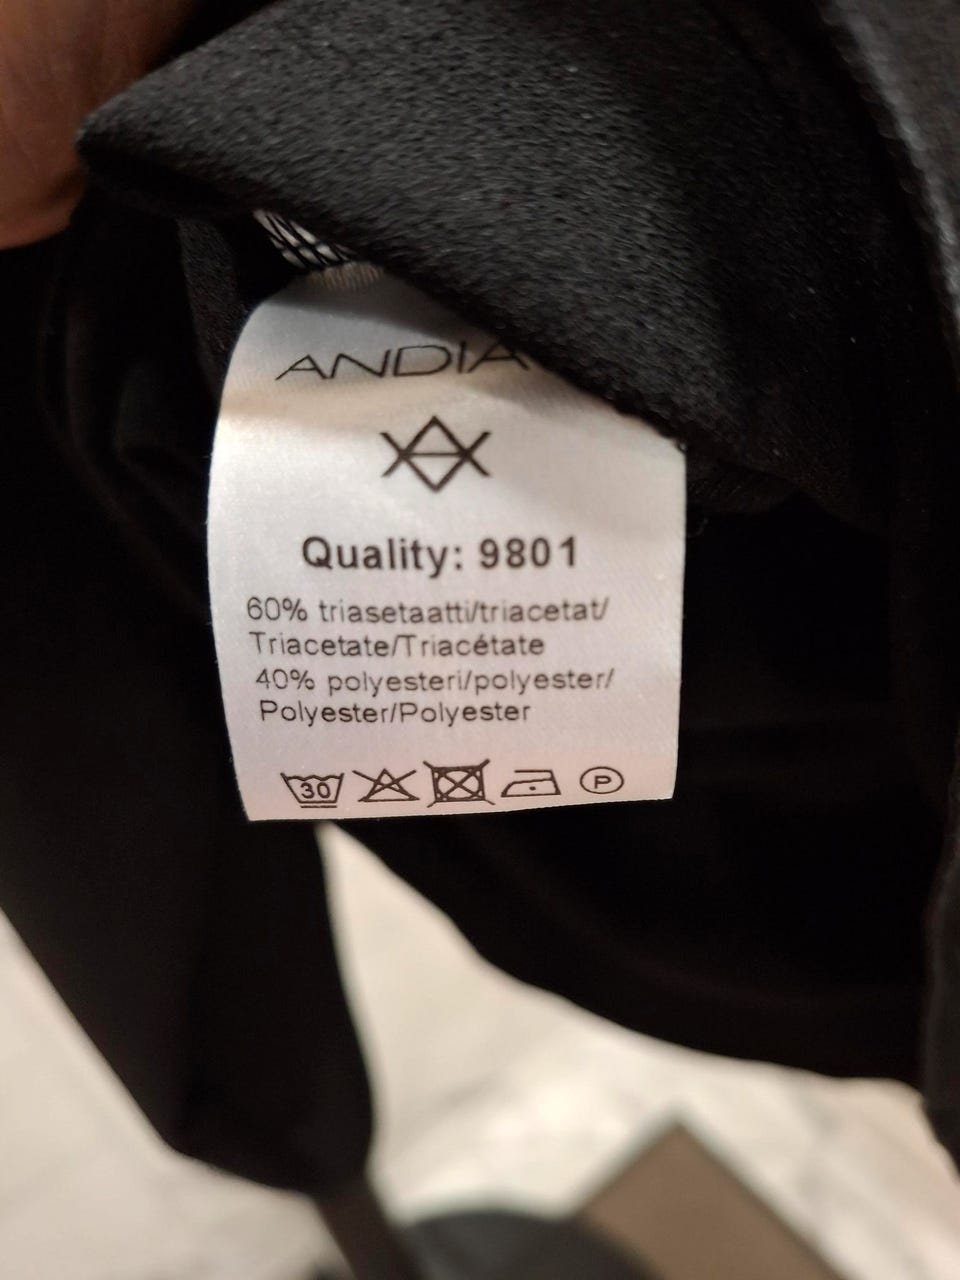 ANDIA
Quality: 9801
60% triasetaatti/triacetat/
Triacetate/Triacétate
40% polyesteri/polyester/
Polyester/Polyester
30
P